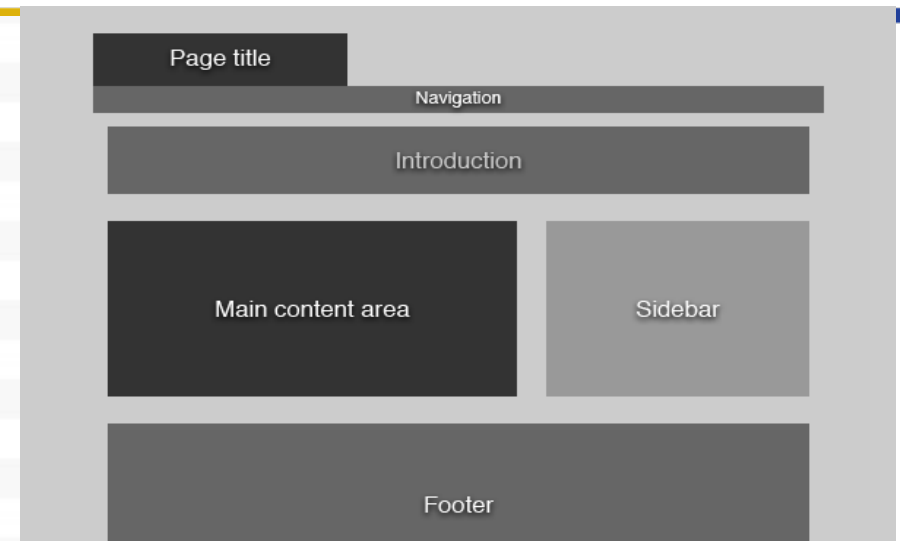 Page title
Navigation
Introduction
Main content area
Sidebar
Footer